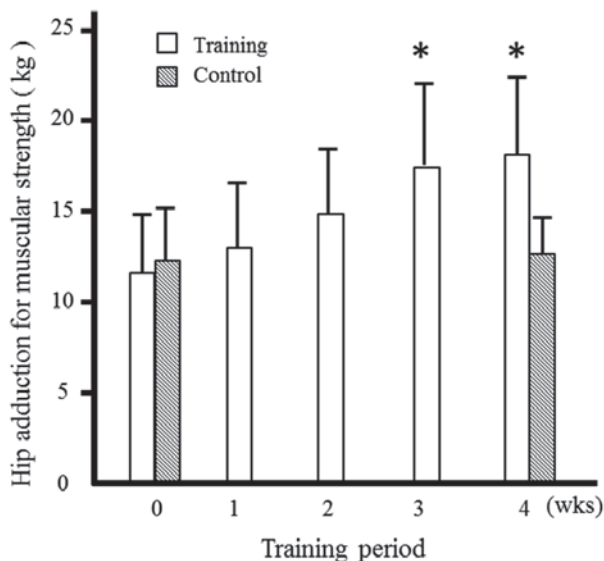 Hip adduction for muscular strength ( kg )
25
20
15
10
5
0
Training
Control
*
*
0 1 2 3 4 (wks)
Training period